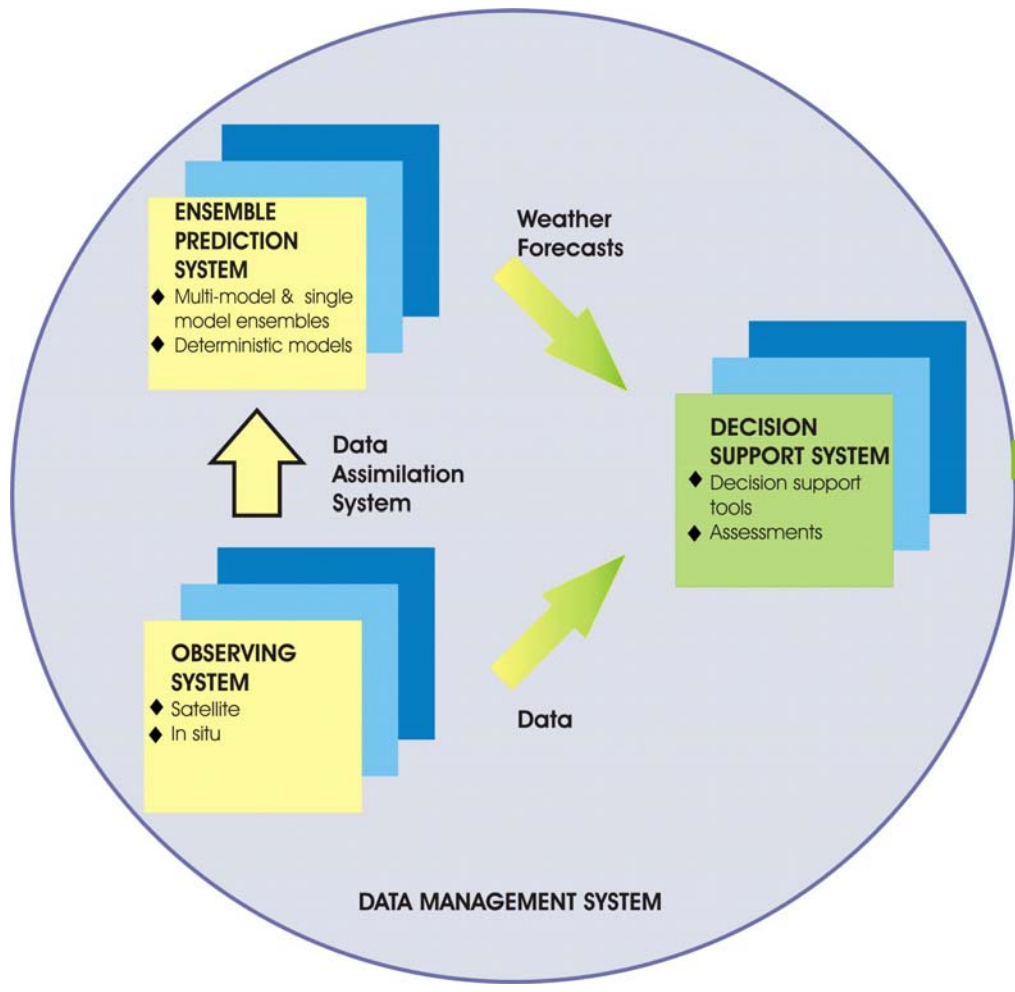 ENSEMBLE
PREDICTION
SYSTEM
♦ Multi-model & single
model ensembles
♦ Deterministic models
Weather
Forecasts
Data
Assimilation
System
DECISION
SUPPORT SYSTEM
♦ Decision support
tools
♦ Assessments
OBSERVING
SYSTEM
♦ Satellite
♦ In situ
Data
DATA MANAGEMENT SYSTEM